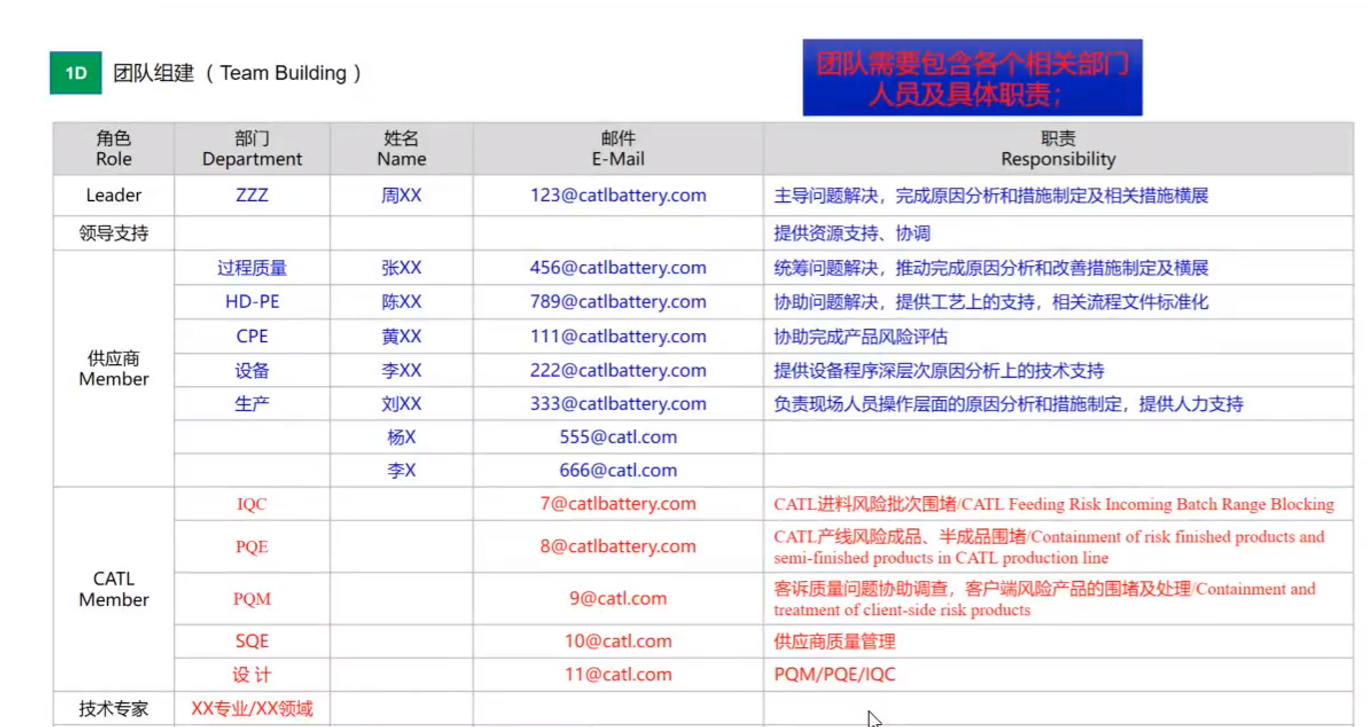 1D 团队组建 ( Team Building )
团队需要包含各个相关部门
人员及具体职责;
角色 部门 姓名 邮件 职责
Role Department Name E-Mail Responsibility
Leader ZZZ 周XX 123@catlbattery.com 主导问题解决，完成原因分析和措施制定及相关措施横展
领导支持 提供资源支持、协调
过程质量 张XX 456@catlbattery.com 统筹问题解决，推动完成原因分析和改善措施制定及横展
HD-PE 陈XX 789@catlbattery.com 协助问题解决，提供工艺上的支持，相关流程文件标准化
CPE 黄XX 111@catlbattery.com 协助完成产品风险评估
供应商
Member
设备 李XX 222@catlbattery.com 提供设备程序深层次原因分析上的技术支持
生产 刘XX 333@catlbattery.com 负责现场人员操作层面的原因分析和措施制定，提供人力支持
杨X 555@catl.com
李X 666@catl.com
IQC 7@catlbattery.com CATL进料风险批次围堵/CATL Feeding Risk Incoming Batch Range Blocking
PQE 8@catlbattery.com CATL产线风险成品、半成品围堵/Containment of risk finished products and
semi-finished products in CATL production line
CATL
Member
PQM 9@catl.com 客诉质量问题协助调查，客户端风险产品的围堵及处理/Containment and
treatment of client-side risk products
SQE 10@catl.com 供应商质量管理
设 计 11@catl.com PQM/PQE/IQC
技术专家 XX专业/XX领域